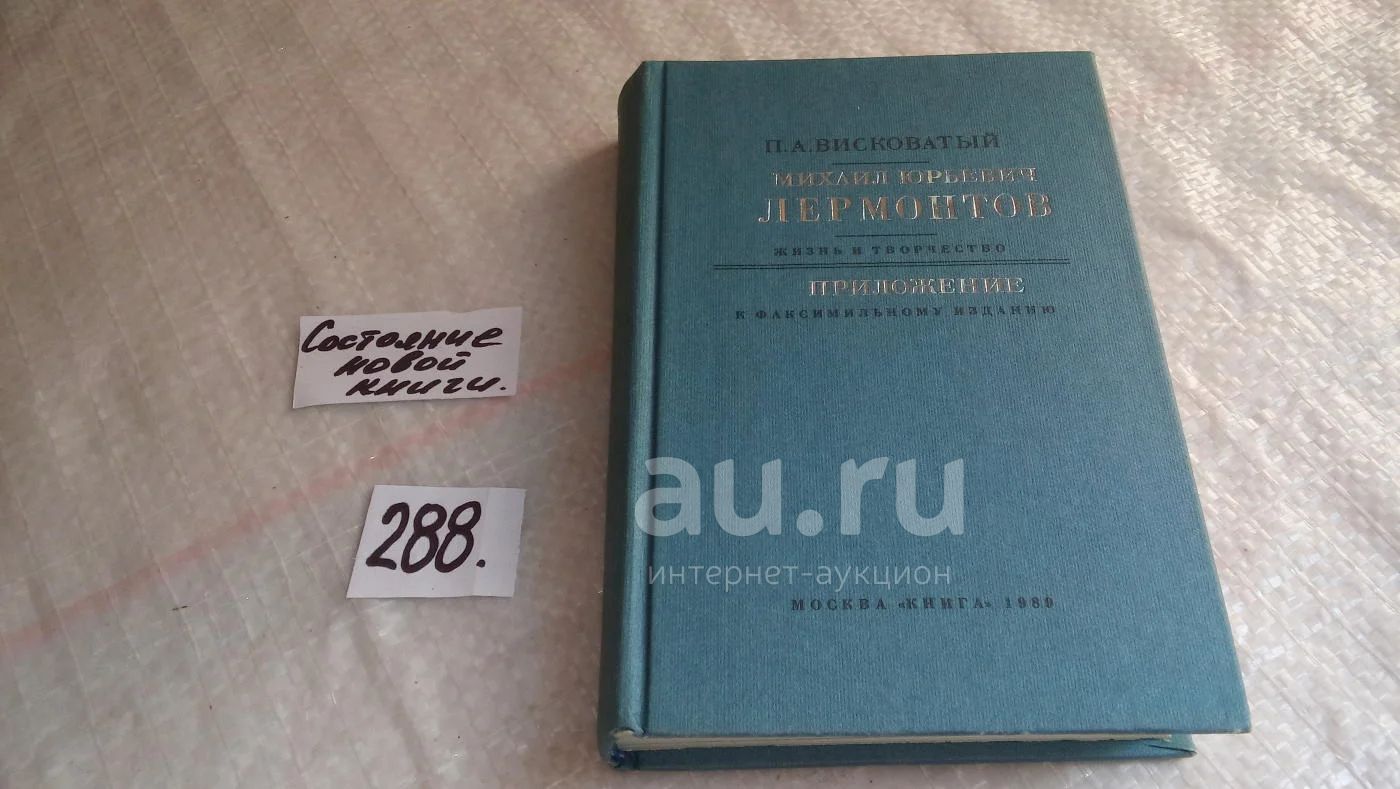 П.А.ВИСКОВАТЫЙ
МИХАИЛ ЮРЬЕВИЧ
ЛЕРМОНТОВ
ЖИЗНЬ И ТВОРЧЕСТВО
ПРИЛОЖЕНИЕ
К ФАКСИМИЛЬНОМУ ИЗДАНИЮ
МОСКВА «КНИГА» 1989
Состояние
новой
книги.
288.
au.ru
интернет-аукцион